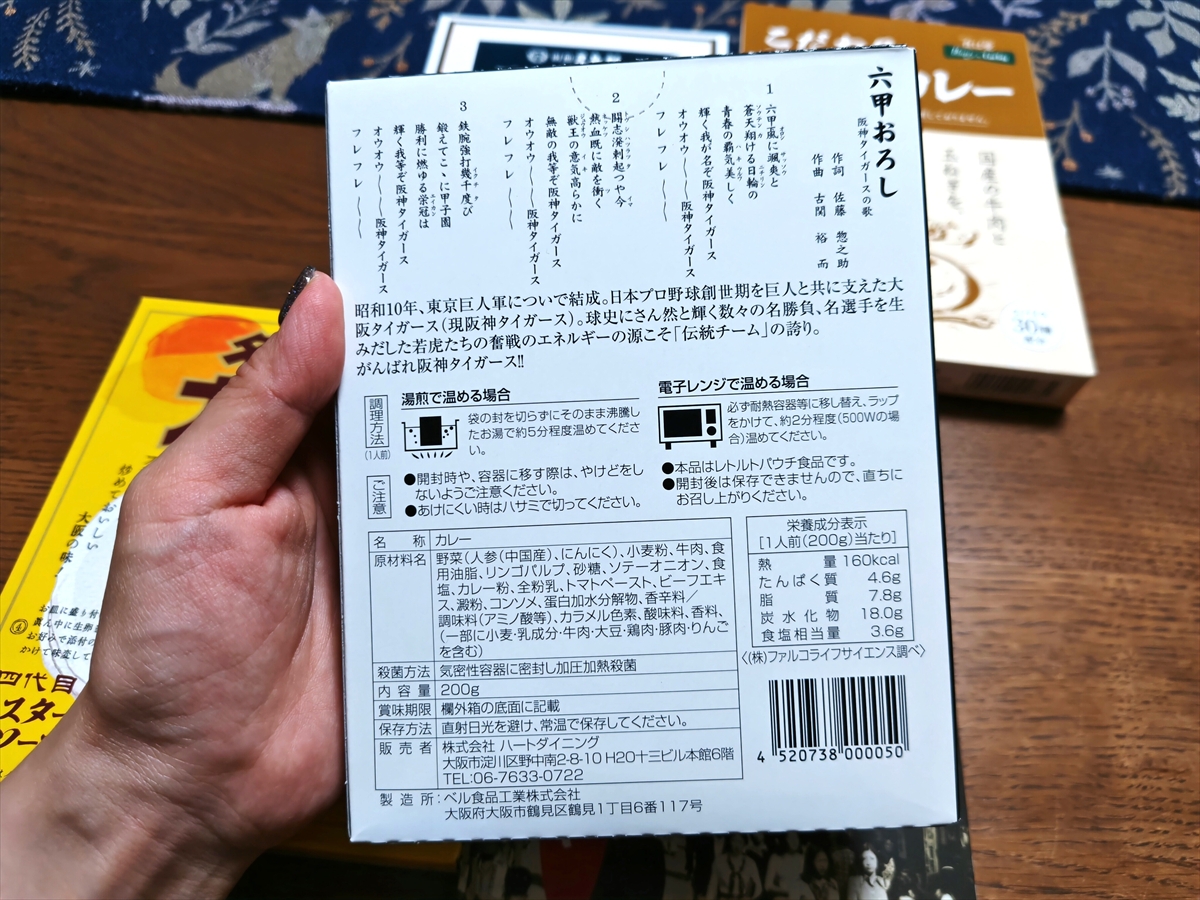 六甲おろし
阪神タイガースの歌
作詞 佐藤 惣之助
作曲 古関 裕而
1
六甲颪に颯爽と
蒼天翔ける日輪の
青春の覇気美しく
輝く我が名ぞ阪神タイガース
オウオウ――阪神タイガース
フレフレ――
2
闘志溌剌起つや今
熱血既に敵を衝く
獣王の意気高らかに
無敵の我等ぞ阪神タイガース
オウオウ――阪神タイガース
フレフレ――
3
鉄腕強打幾千度び
鍛えてこゝに甲子園
勝利に燃ゆる栄冠は
輝く我等ぞ阪神タイガース
オウオウ――阪神タイガース
フレフレ――
昭和10年、東京巨人軍についで結成。日本プロ野球創世期を巨人と共に支えた大
阪タイガース(現阪神タイガース)。球史にさん然と輝く数々の名勝負、名選手を生
みだした若虎たちの奮戦のエネルギーの源こそ「伝統チーム」の誇り。
がんばれ阪神タイガース!!
調理方法
(1人前)
湯煎で温める場合
袋の封を切らずにそのまま沸騰し
たお湯で約5分程度温めてくださ
い。
電子レンジで温める場合
必ず耐熱容器等に移し替え、ラップ
をかけて、約2分程度(500Wの場
合)温めてください。
ご注意
●開封時や、容器に移す際は、やけどをし
ないようご注意ください。
●あけにくい時はハサミで切ってください。
●本品はレトルトパウチ食品です。
●開封後は保存できませんので、直ちに
お召し上がりください。
名称 カレー
原材料名 野菜(人参(中国産)、にんにく)、小麦粉、牛肉、食
用油脂、リンゴパルプ、砂糖、ソテーオニオン、食
塩、カレー粉、全粉乳、トマトペースト、ビーフエキ
ス、澱粉、コンソメ、蛋白加水分解物、香辛料／
調味料(アミノ酸等)、カラメル色素、酸味料、香料、
(一部に小麦・乳成分・牛肉・大豆・鶏肉・豚肉・りんご
を含む)
殺菌方法 気密性容器に密封し加圧加熱殺菌
内容量 200g
賞味期限 欄外箱の底面に記載
保存方法 直射日光を避け、常温で保存してください。
販売者 株式会社 ハートダイニング
大阪市淀川区野中南2-8-10 H2O十三ビル本館6階
TEL:06-7633-0722
製造所:ベル食品工業株式会社
大阪府大阪市鶴見区鶴見1丁目6番117号
栄養成分表示
[1人前(200g)当たり]
熱量 160kcal
たんぱく質 4.6g
脂質 7.8g
炭水化物 18.0g
食塩相当量 3.6g
〈(株)ファルコライフサイエンス調べ〉
4 520738 000050
炒めておいしい
大阪の味
四代目
スター
ソー
カレー
国産の牛肉と
玉ねぎを
30種